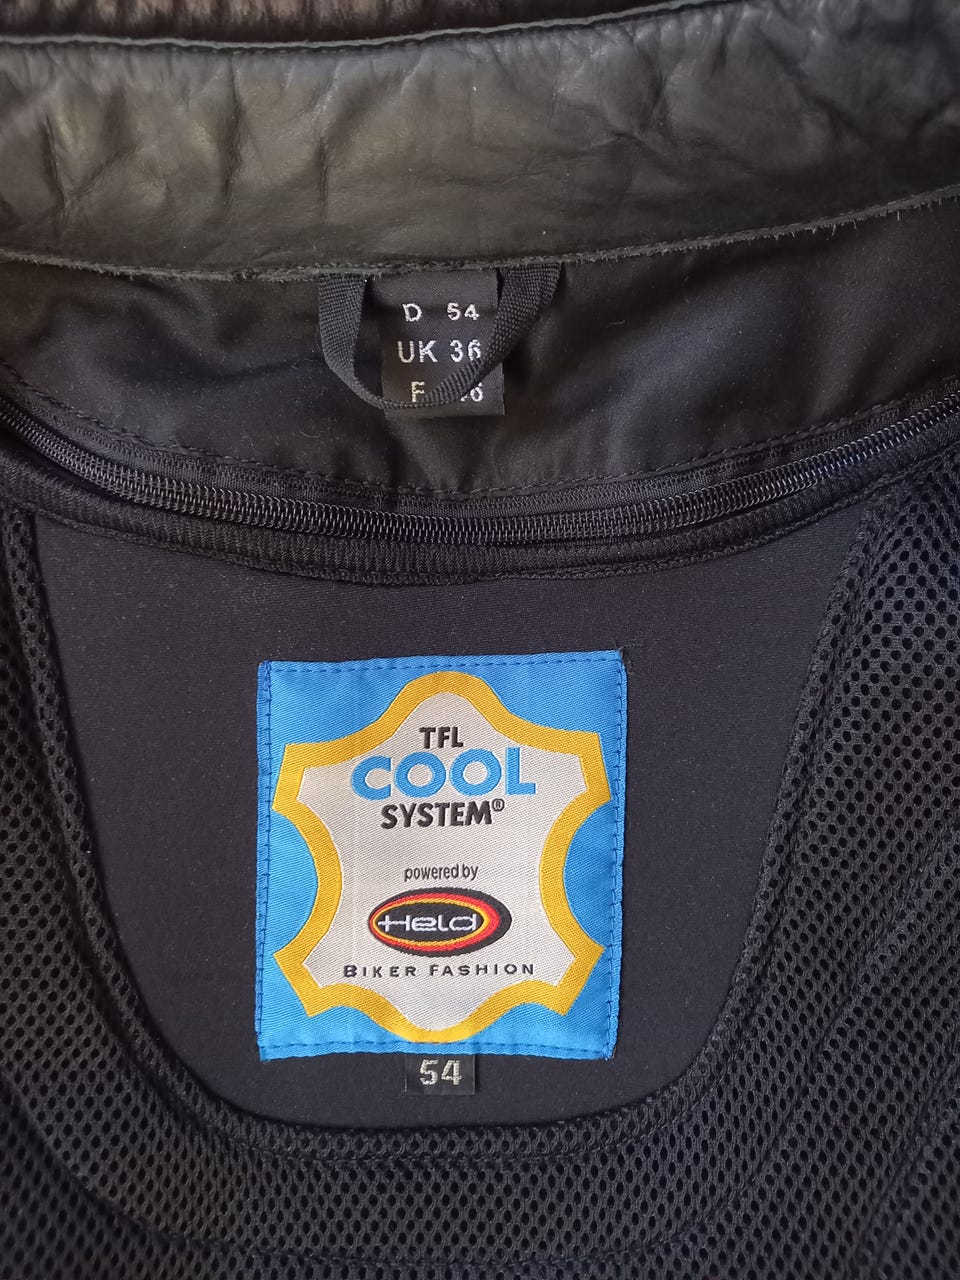 D 54
UK 36
F
TFL
COOL
SYSTEM®
powered by
Held
BIKER FASHION
54